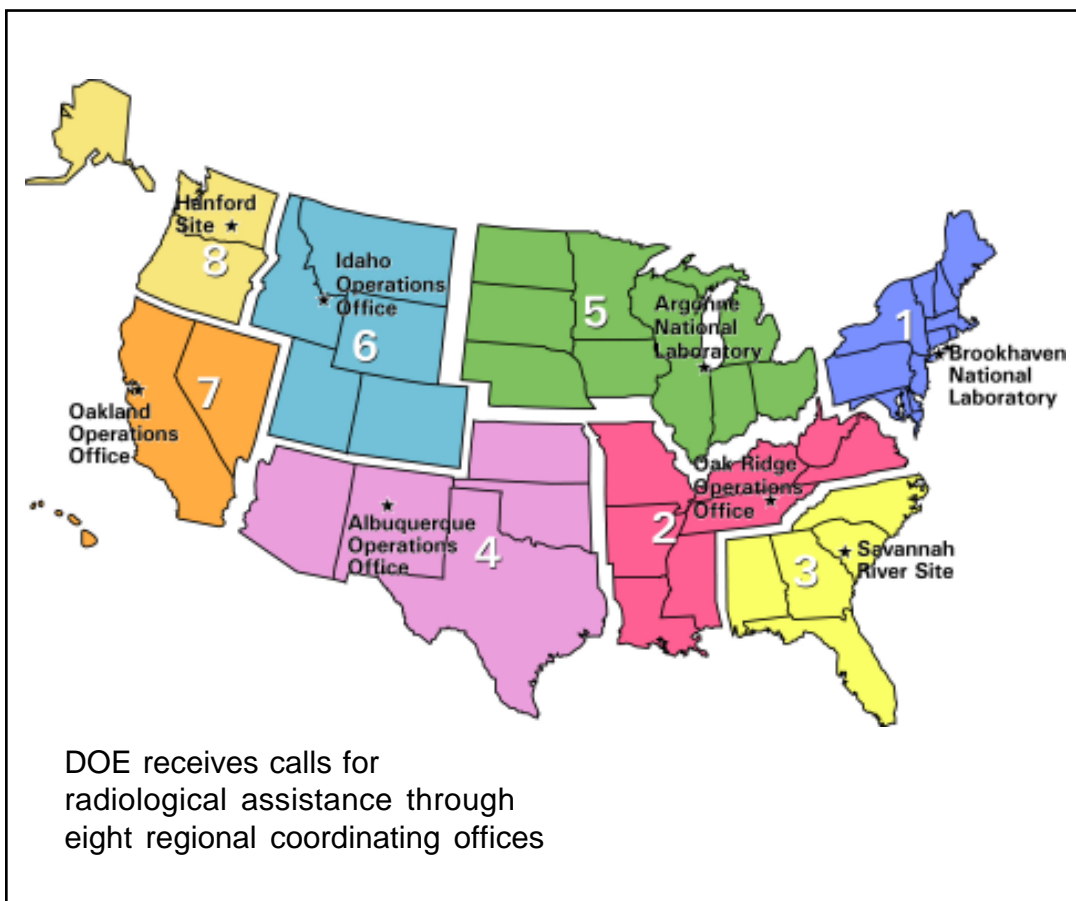 Hanford
Site
8
Idaho
Operations
Office
6
5
Argonne
National
Laboratory
1
Brookhaven
National
Laboratory
7
Oakland
Operations
Office
Albuquerque
Operations
Office
4
Oak Ridge
Operations
Office
2
3
Savannah
River Site
DOE receives calls for
radiological assistance through
eight regional coordinating offices